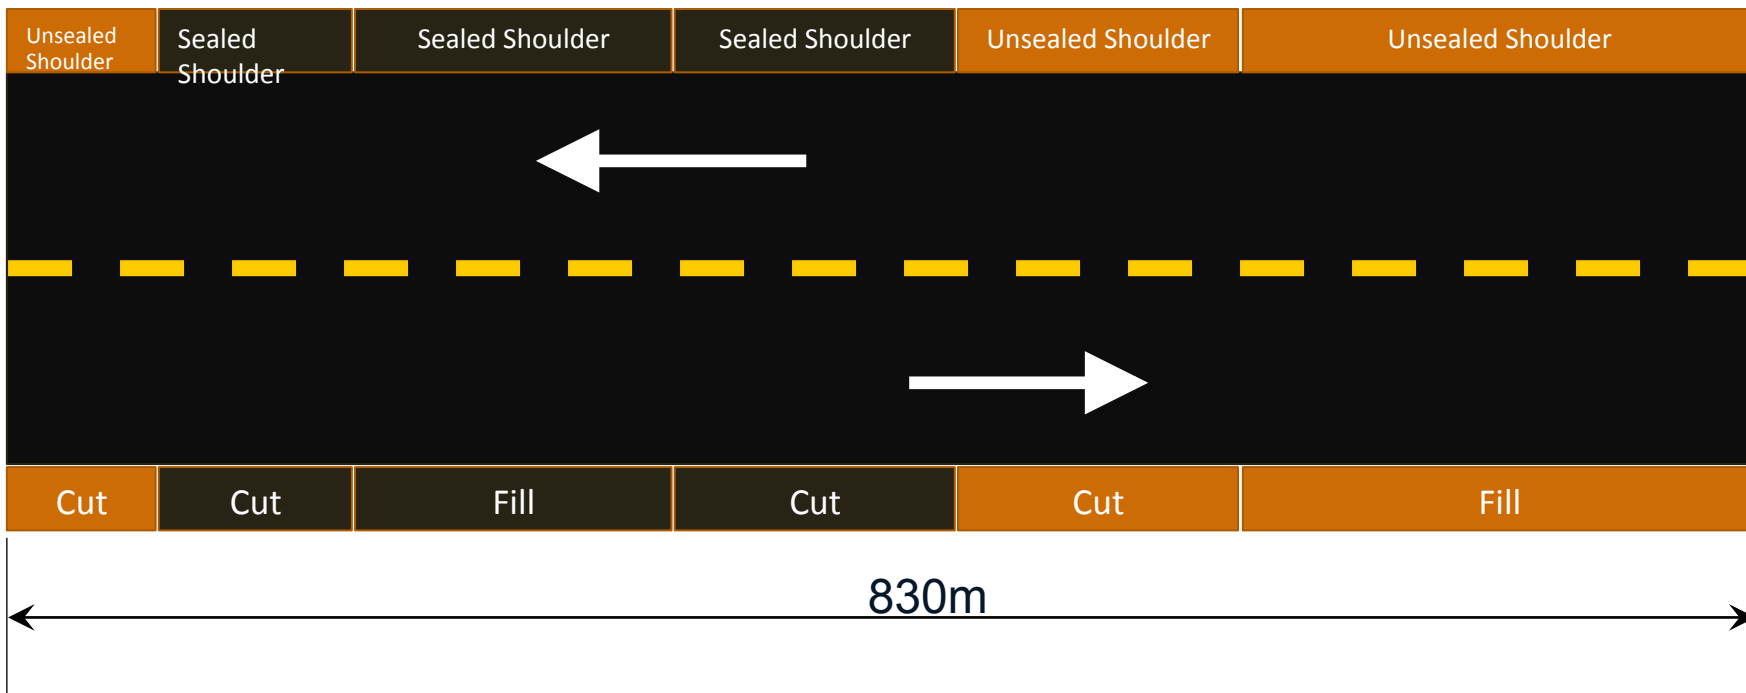 Unsealed
Shoulder
Sealed
Shoulder
Sealed Shoulder
Sealed Shoulder
Unsealed Shoulder
Unsealed Shoulder
Cut
Cut
Fill
Cut
Cut
Fill
830m